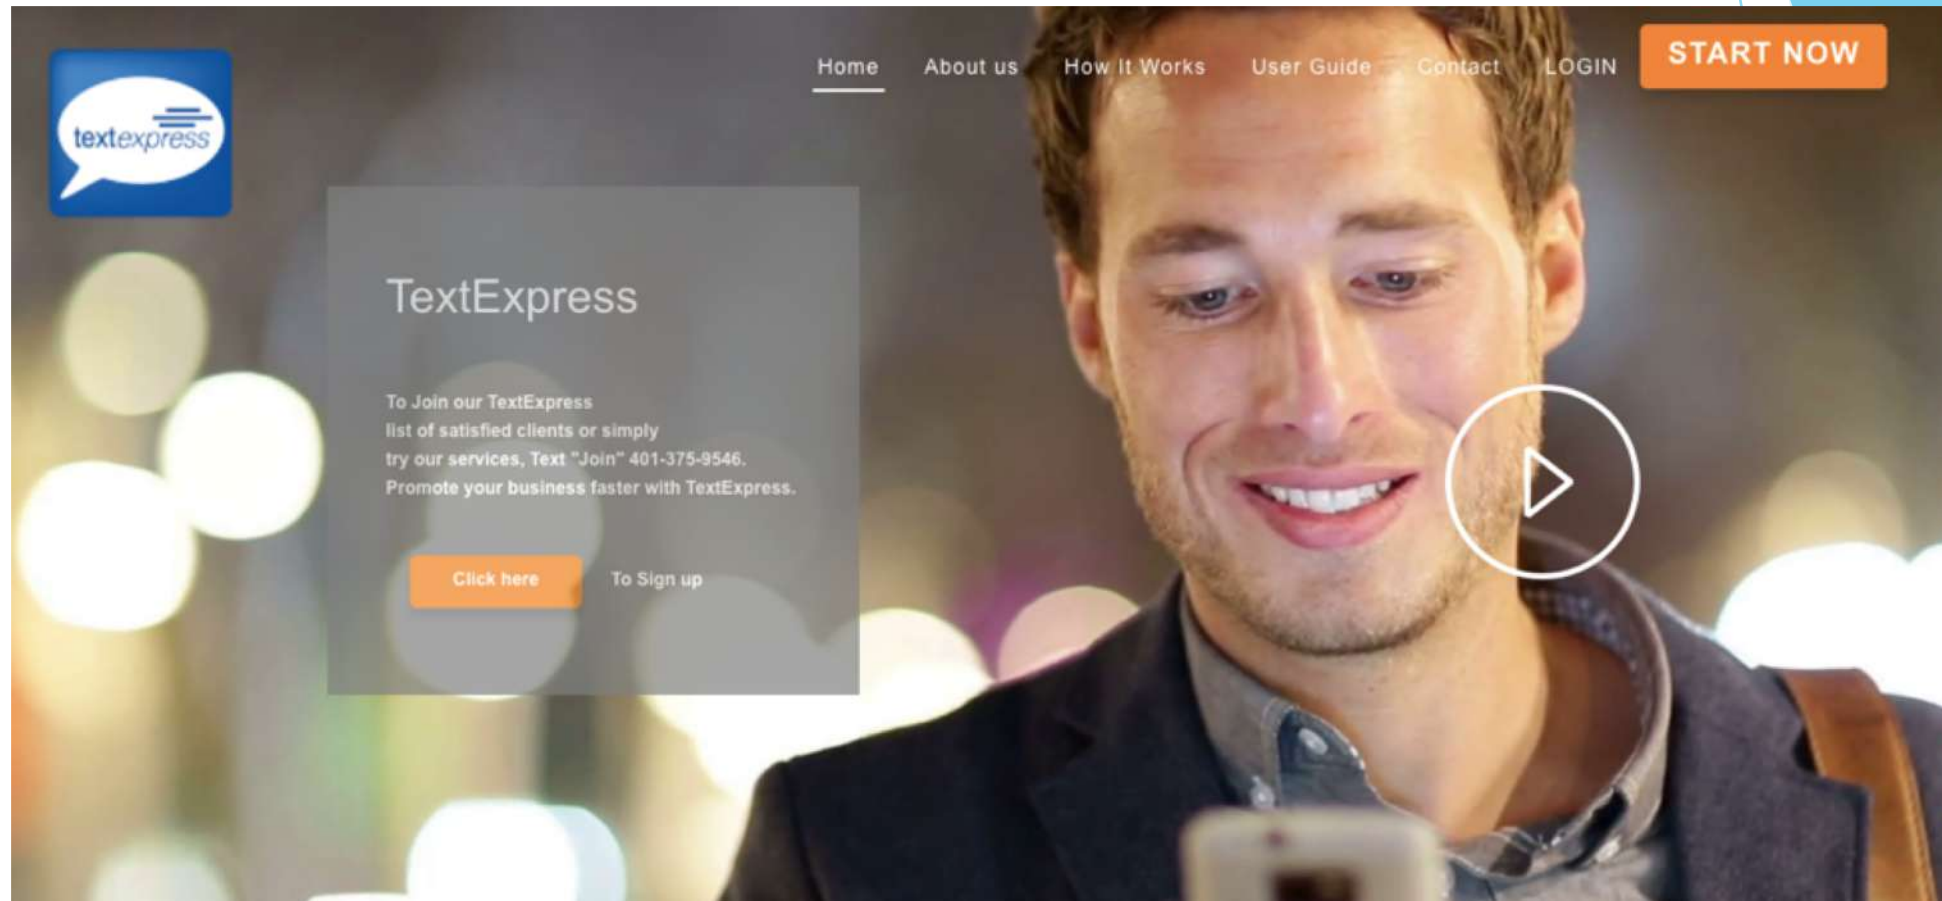 textexpress
Home About us How It Works User Guide Contact LOGIN START NOW
TextExpress
To Join our TextExpress
list of satisfied clients or simply
try our services, Text "Join" 401-375-9546.
Promote your business faster with TextExpress.
Click here To Sign up